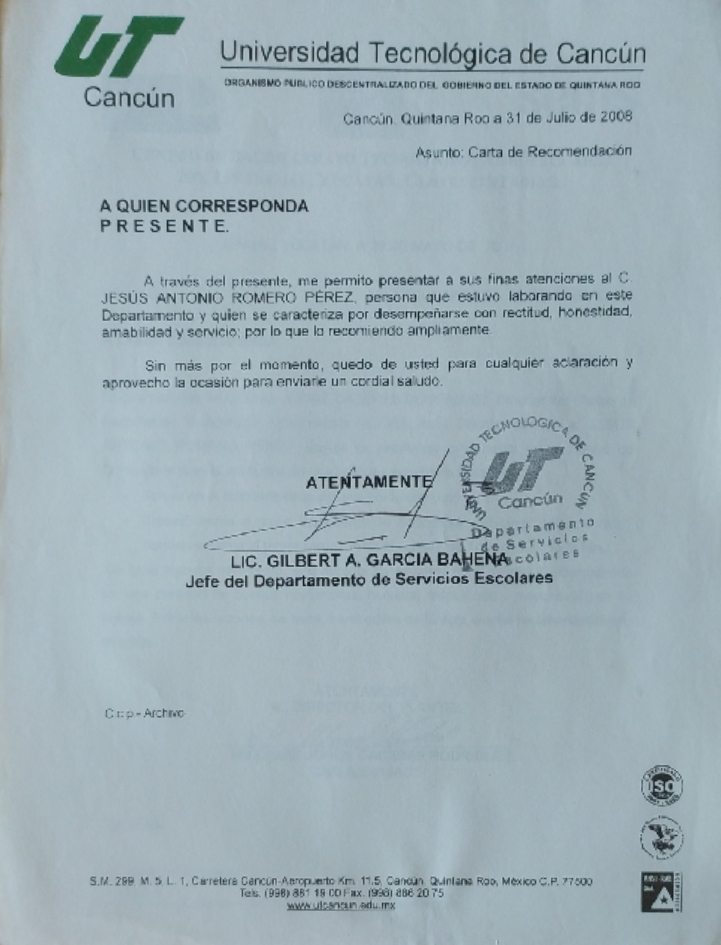 UT
Cancún
Universidad Tecnológica de Cancún
ORGANISMO PUBLICO DESCENTRALIZADO DEL GOBIERNO DEL ESTADO DE QUINTANA ROO
Cancún, Quintana Roo a 31 de Julio de 2008
Asunto: Carta de Recomendación
A QUIEN CORRESPONDA
P R E S E N T E.
A través del presente, me permito presentar a sus finas atenciones al C.
JESÚS ANTONIO ROMERO PÉREZ, persona que estuvo laborando en este
Departamento y quien se caracteriza por desempeñarse con rectitud, honestidad,
amabilidad y servicio; por lo que lo recomiendo ampliamente.
Sin más por el momento, quedo de usted para cualquier aclaración y
aprovecho la ocasión para enviarle un cordial saludo.
UNIVERSIDAD TECNOLOGICA DE CANCUN
UT
Cancún
Departamento
de Servicios
Escolares
ATENTAMENTE
LIC. GILBERT A. GARCIA BAHENA
Jefe del Departamento de Servicios Escolares
C.c.p.- Archivo
ISO
S.M. 299, M. 5, L. 1, Carretera Cancún-Aeropuerto Km. 11.5, Cancún, Quintana Roo, México C.P. 77500
Tels. (998) 881 19 00 Fax. (998) 886 20 75
www.utcancun.edu.mx